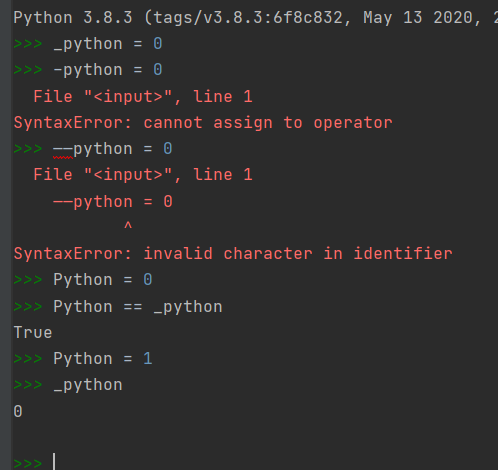 Python 3.8.3 (tags/v3.8.3:6f8c832, May 13 2020,
>>> _python = 0
>>> -python = 0
  File "<input>", line 1
SyntaxError: cannot assign to operator
>>> ——python = 0
  File "<input>", line 1
    ——python = 0
           ^
SyntaxError: invalid character in identifier
>>> Python = 0
>>> Python == _python
True
>>> Python = 1
>>> _python
0
>>>